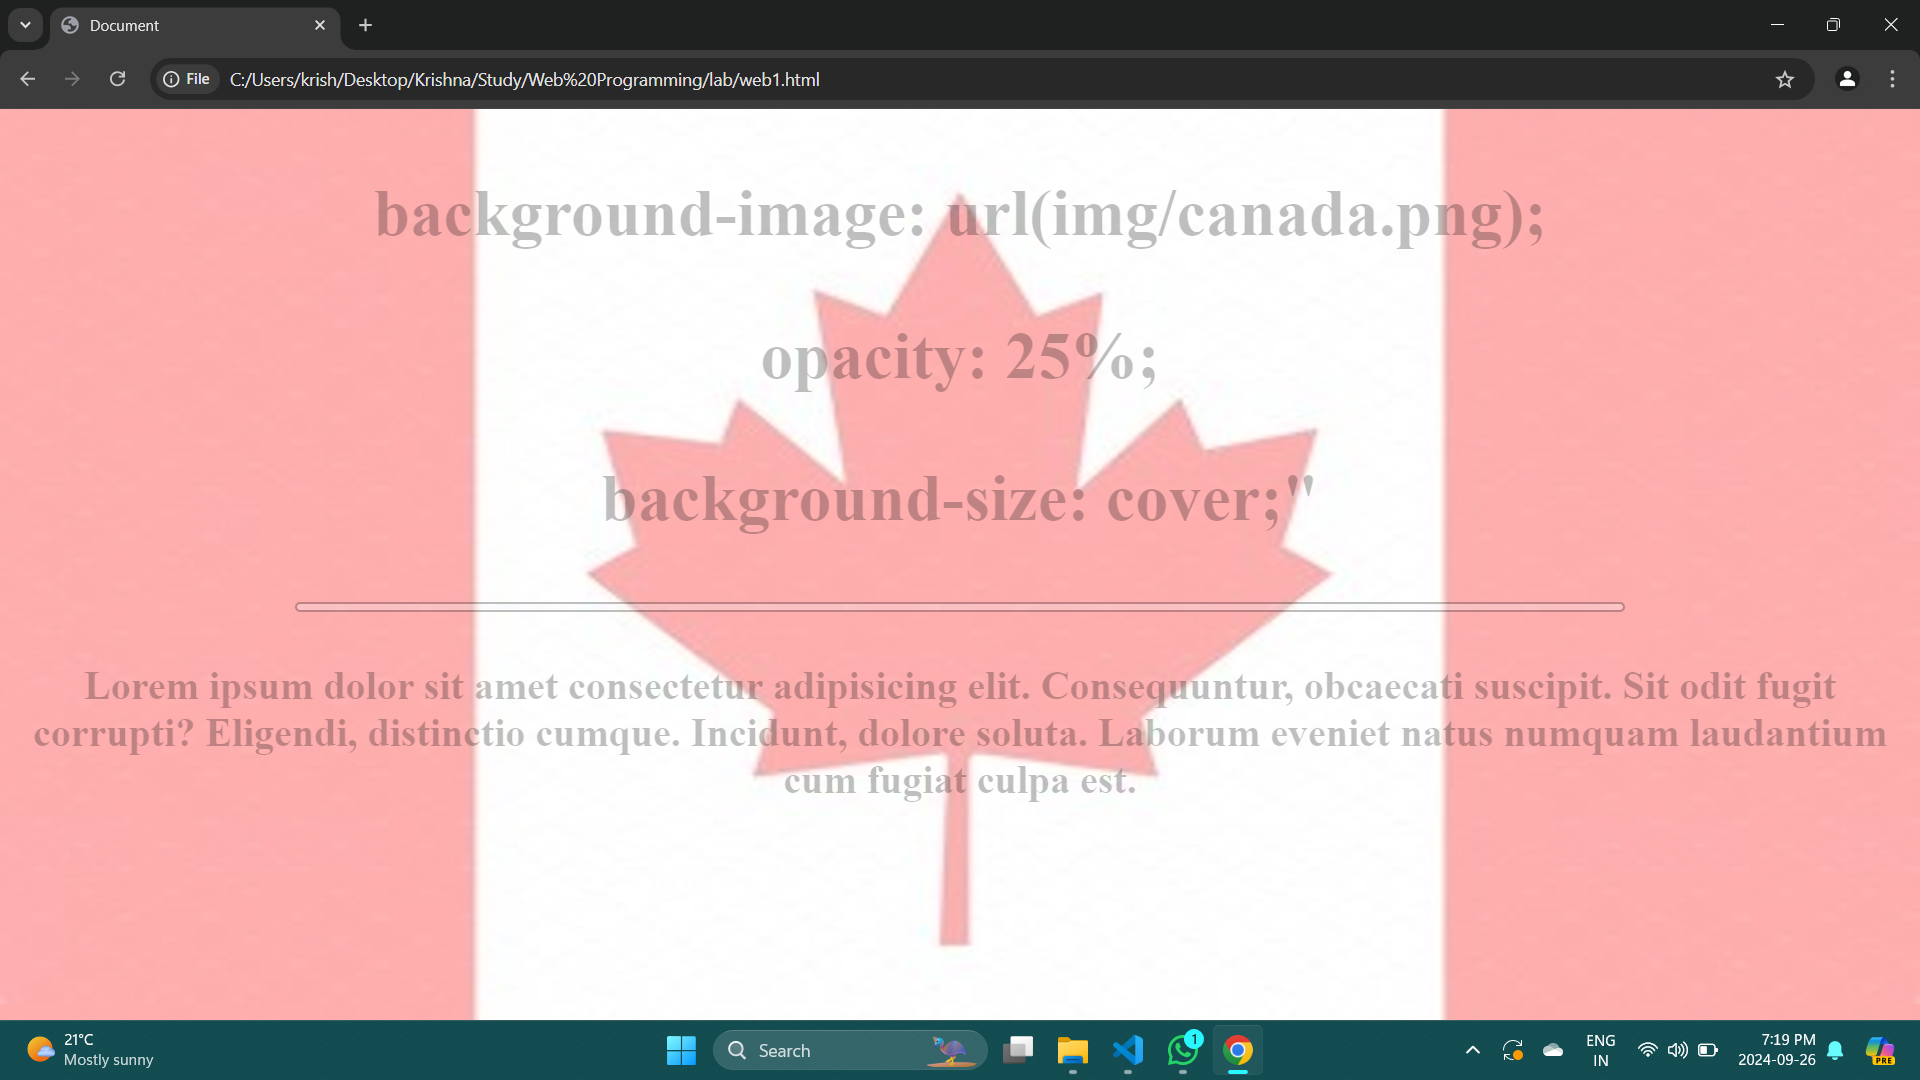 Document
File
C:/Users/krish/Desktop/Krishna/Study/Web%20Programming/lab/web1.html
background-image: url(img/canada.png);
opacity: 25%;
background-size: cover;"
Lorem ipsum dolor sit amet consectetur adipisicing elit. Consequuntur, obcaecati suscipit. Sit odit fugit
corrupti? Eligendi, distinctio cumque. Incidunt, dolore soluta. Laborum eveniet natus numquam laudantium
cum fugiat culpa est.
21°C
Mostly sunny
Search
1
ENG
IN
7:19 PM
2024-09-26
PRE